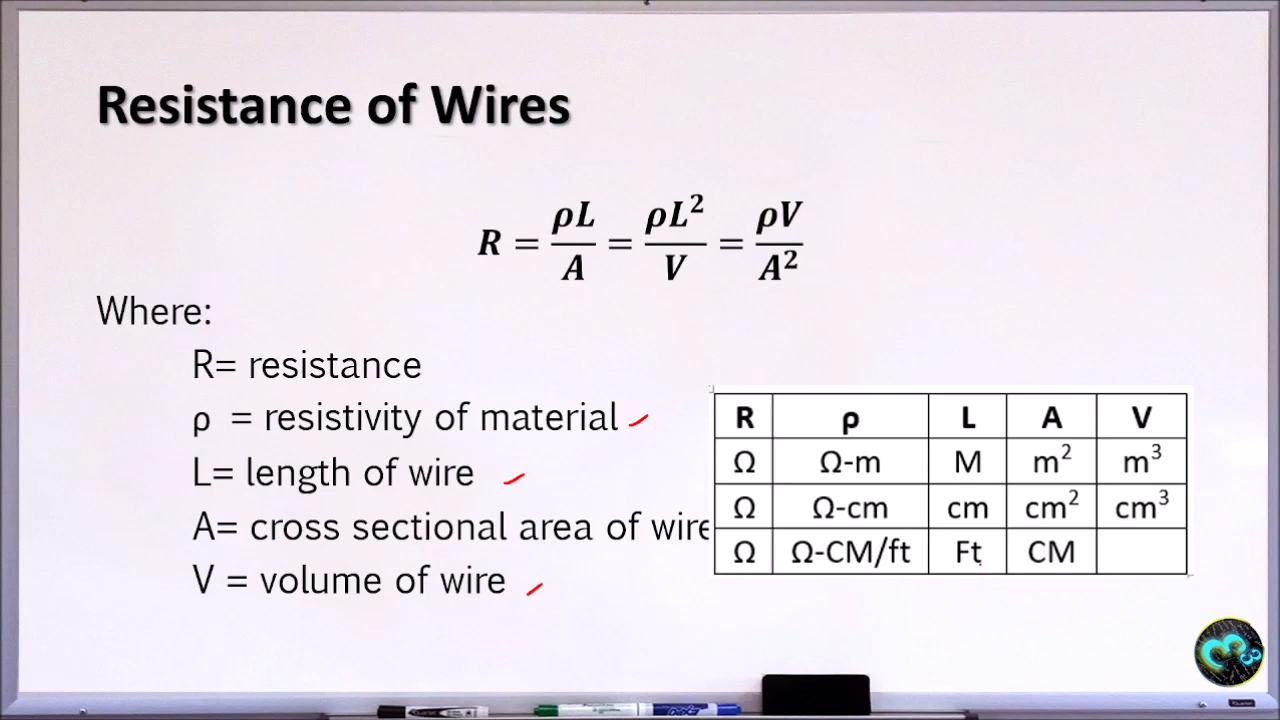 Resistance of Wires
R = ρL/A = ρL²/V = ρV/A²
Where:
R= resistance
ρ = resistivity of material
L= length of wire
A= cross sectional area of wire
V = volume of wire
R ρ L A V
Ω Ω-m M m² m³
Ω Ω-cm cm cm² cm³
Ω Ω-CM/ft Ft CM